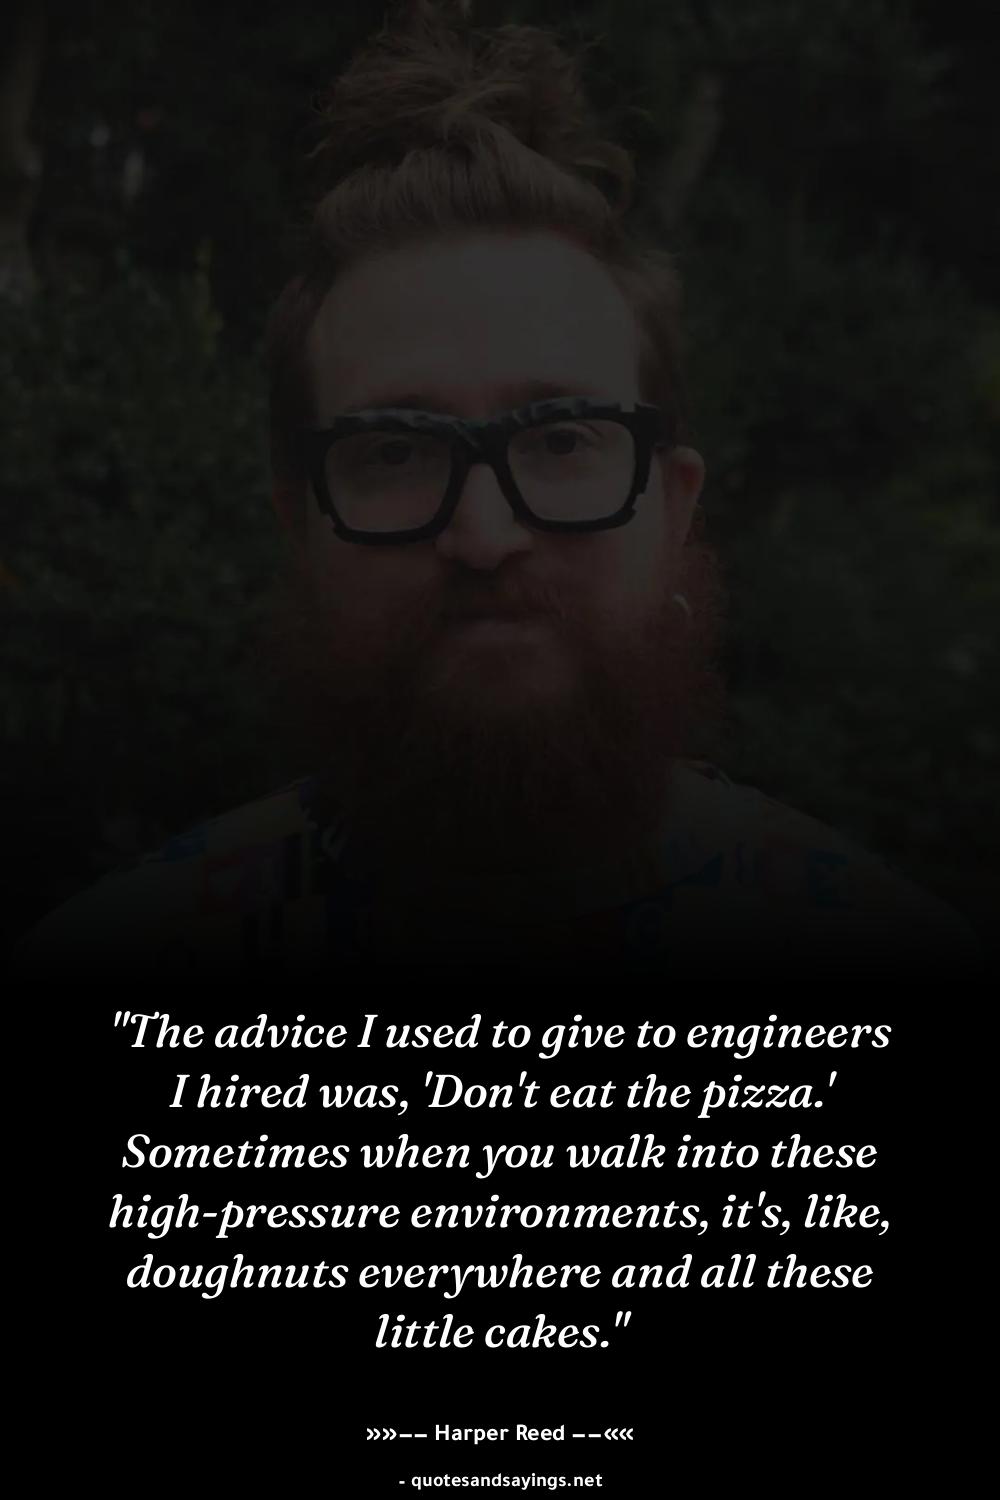 "The advice I used to give to engineers
I hired was, 'Don't eat the pizza.'
Sometimes when you walk into these
high-pressure environments, it's, like,
doughnuts everywhere and all these
little cakes."
»»–– Harper Reed ––««
- quotesandsayings.net